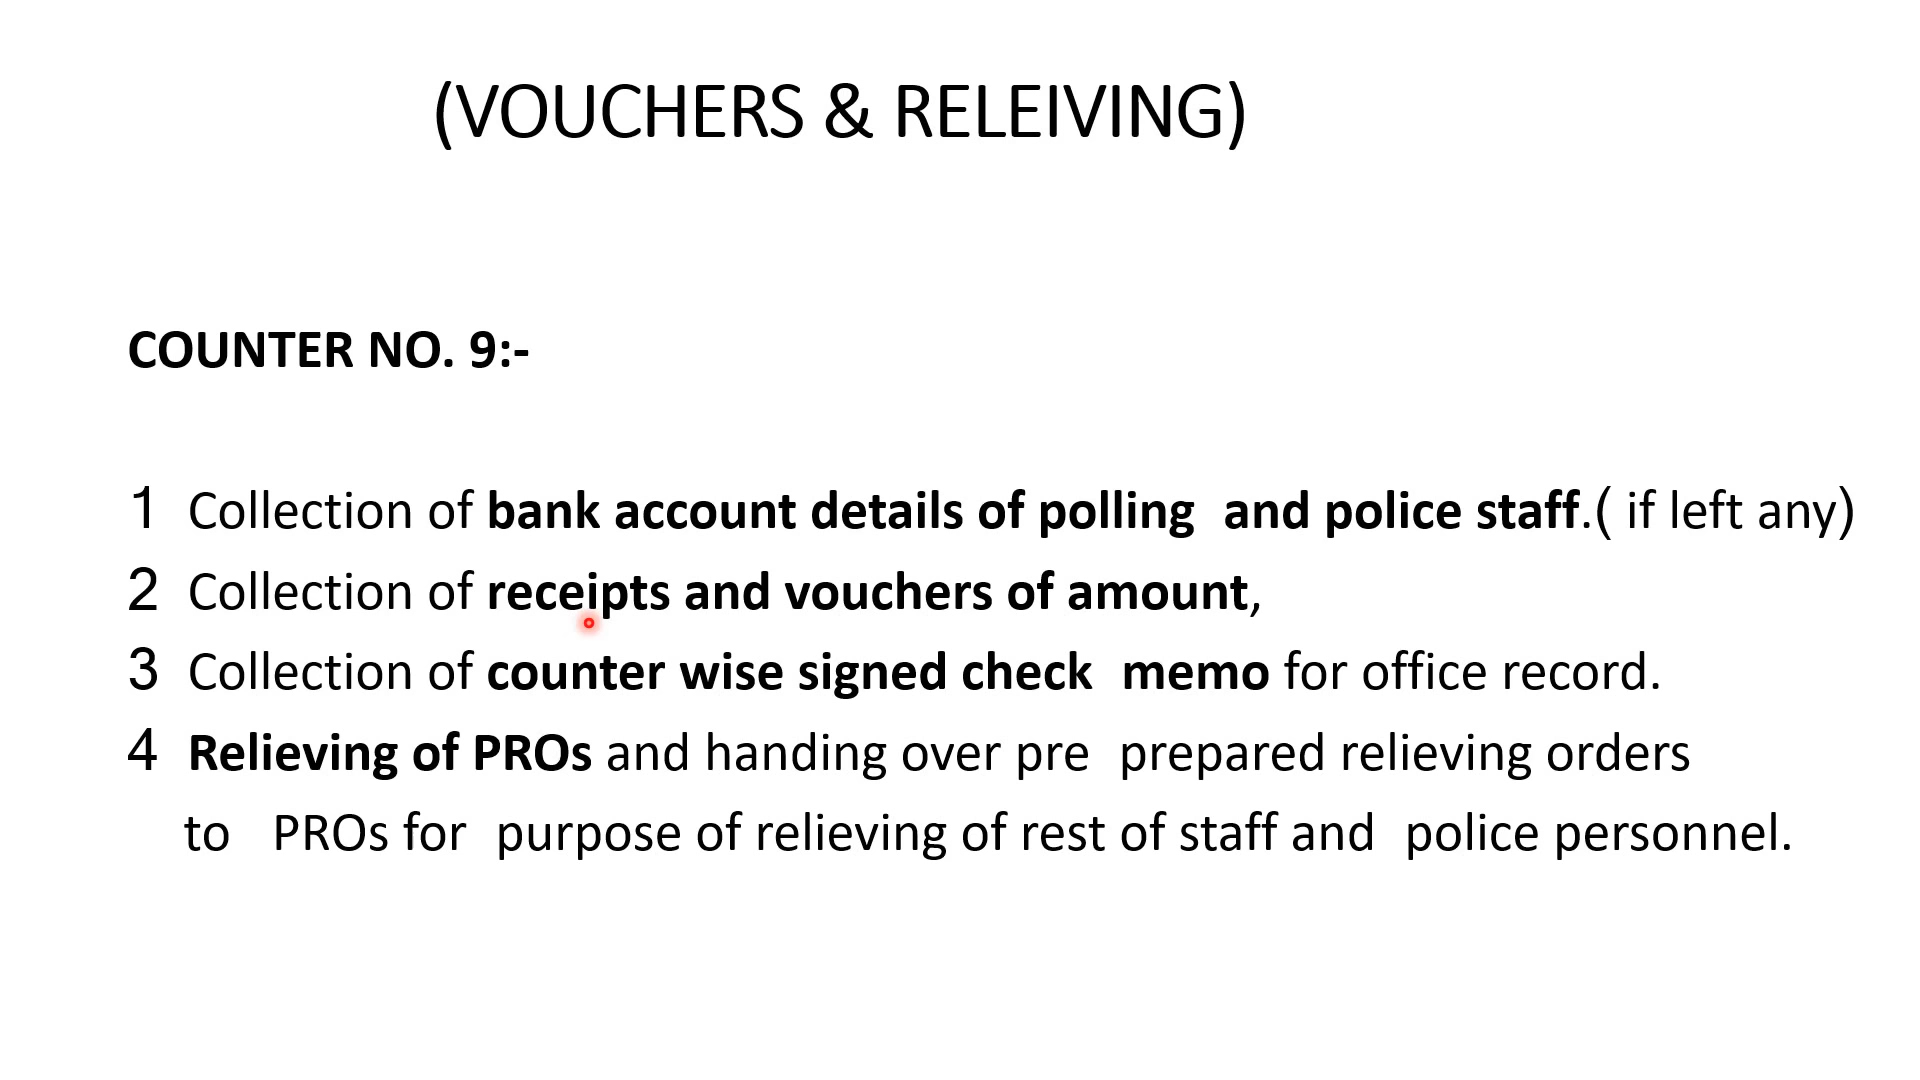 (VOUCHERS & RELEIVING)
COUNTER NO. 9:-
1 Collection of bank account details of polling and police staff.( if left any)
2 Collection of receipts and vouchers of amount,
3 Collection of counter wise signed check memo for office record.
4 Relieving of PROs and handing over pre prepared relieving orders
to PROs for purpose of relieving of rest of staff and police personnel.